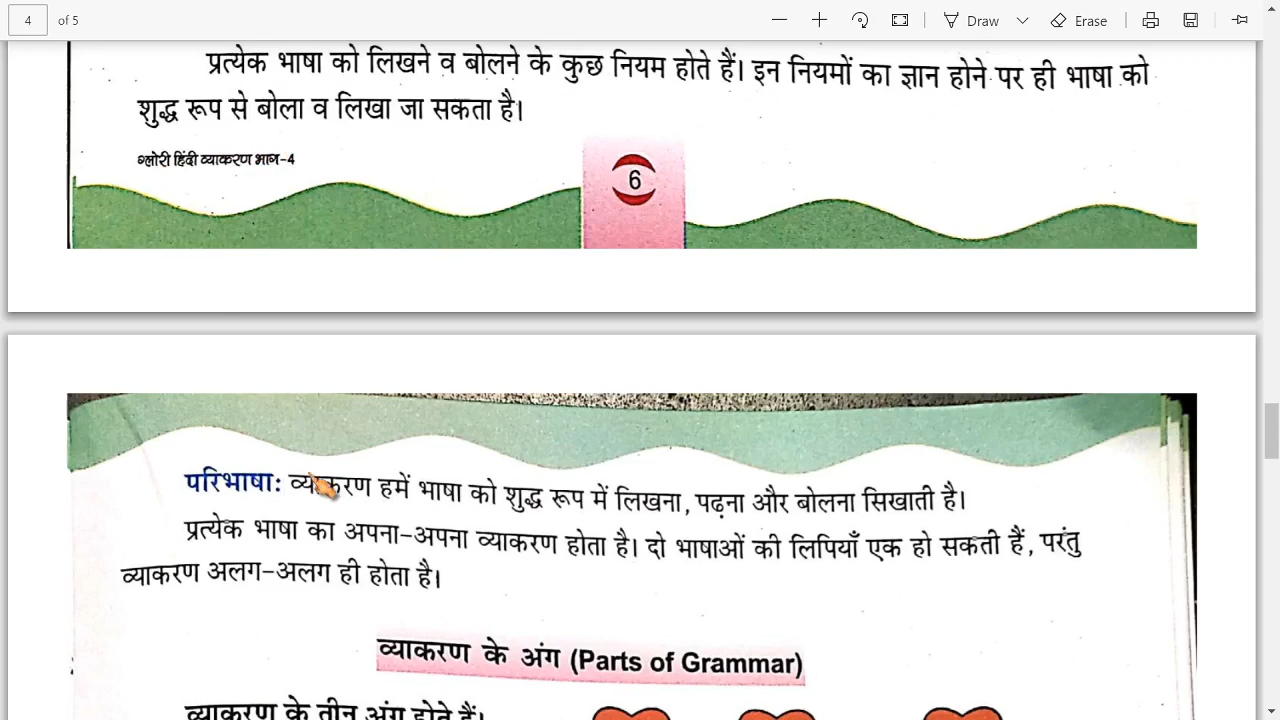 4 of 5 Draw Erase
प्रत्येक भाषा को लिखने व बोलने के कुछ नियम होते हैं। इन नियमों का ज्ञान होने पर ही भाषा को
शुद्ध रूप से बोला व लिखा जा सकता है।
ग्लोरी हिंदी व्याकरण भाग-4
6
परिभाषा: व्याकरण हमें भाषा को शुद्ध रूप में लिखना, पढ़ना और बोलना सिखाती है।
प्रत्येक भाषा का अपना-अपना व्याकरण होता है। दो भाषाओं की लिपियाँ एक हो सकती हैं, परंतु
व्याकरण अलग-अलग ही होता है।
व्याकरण के अंग (Parts of Grammar)
व्याकरण के तीन अंग होते हैं।